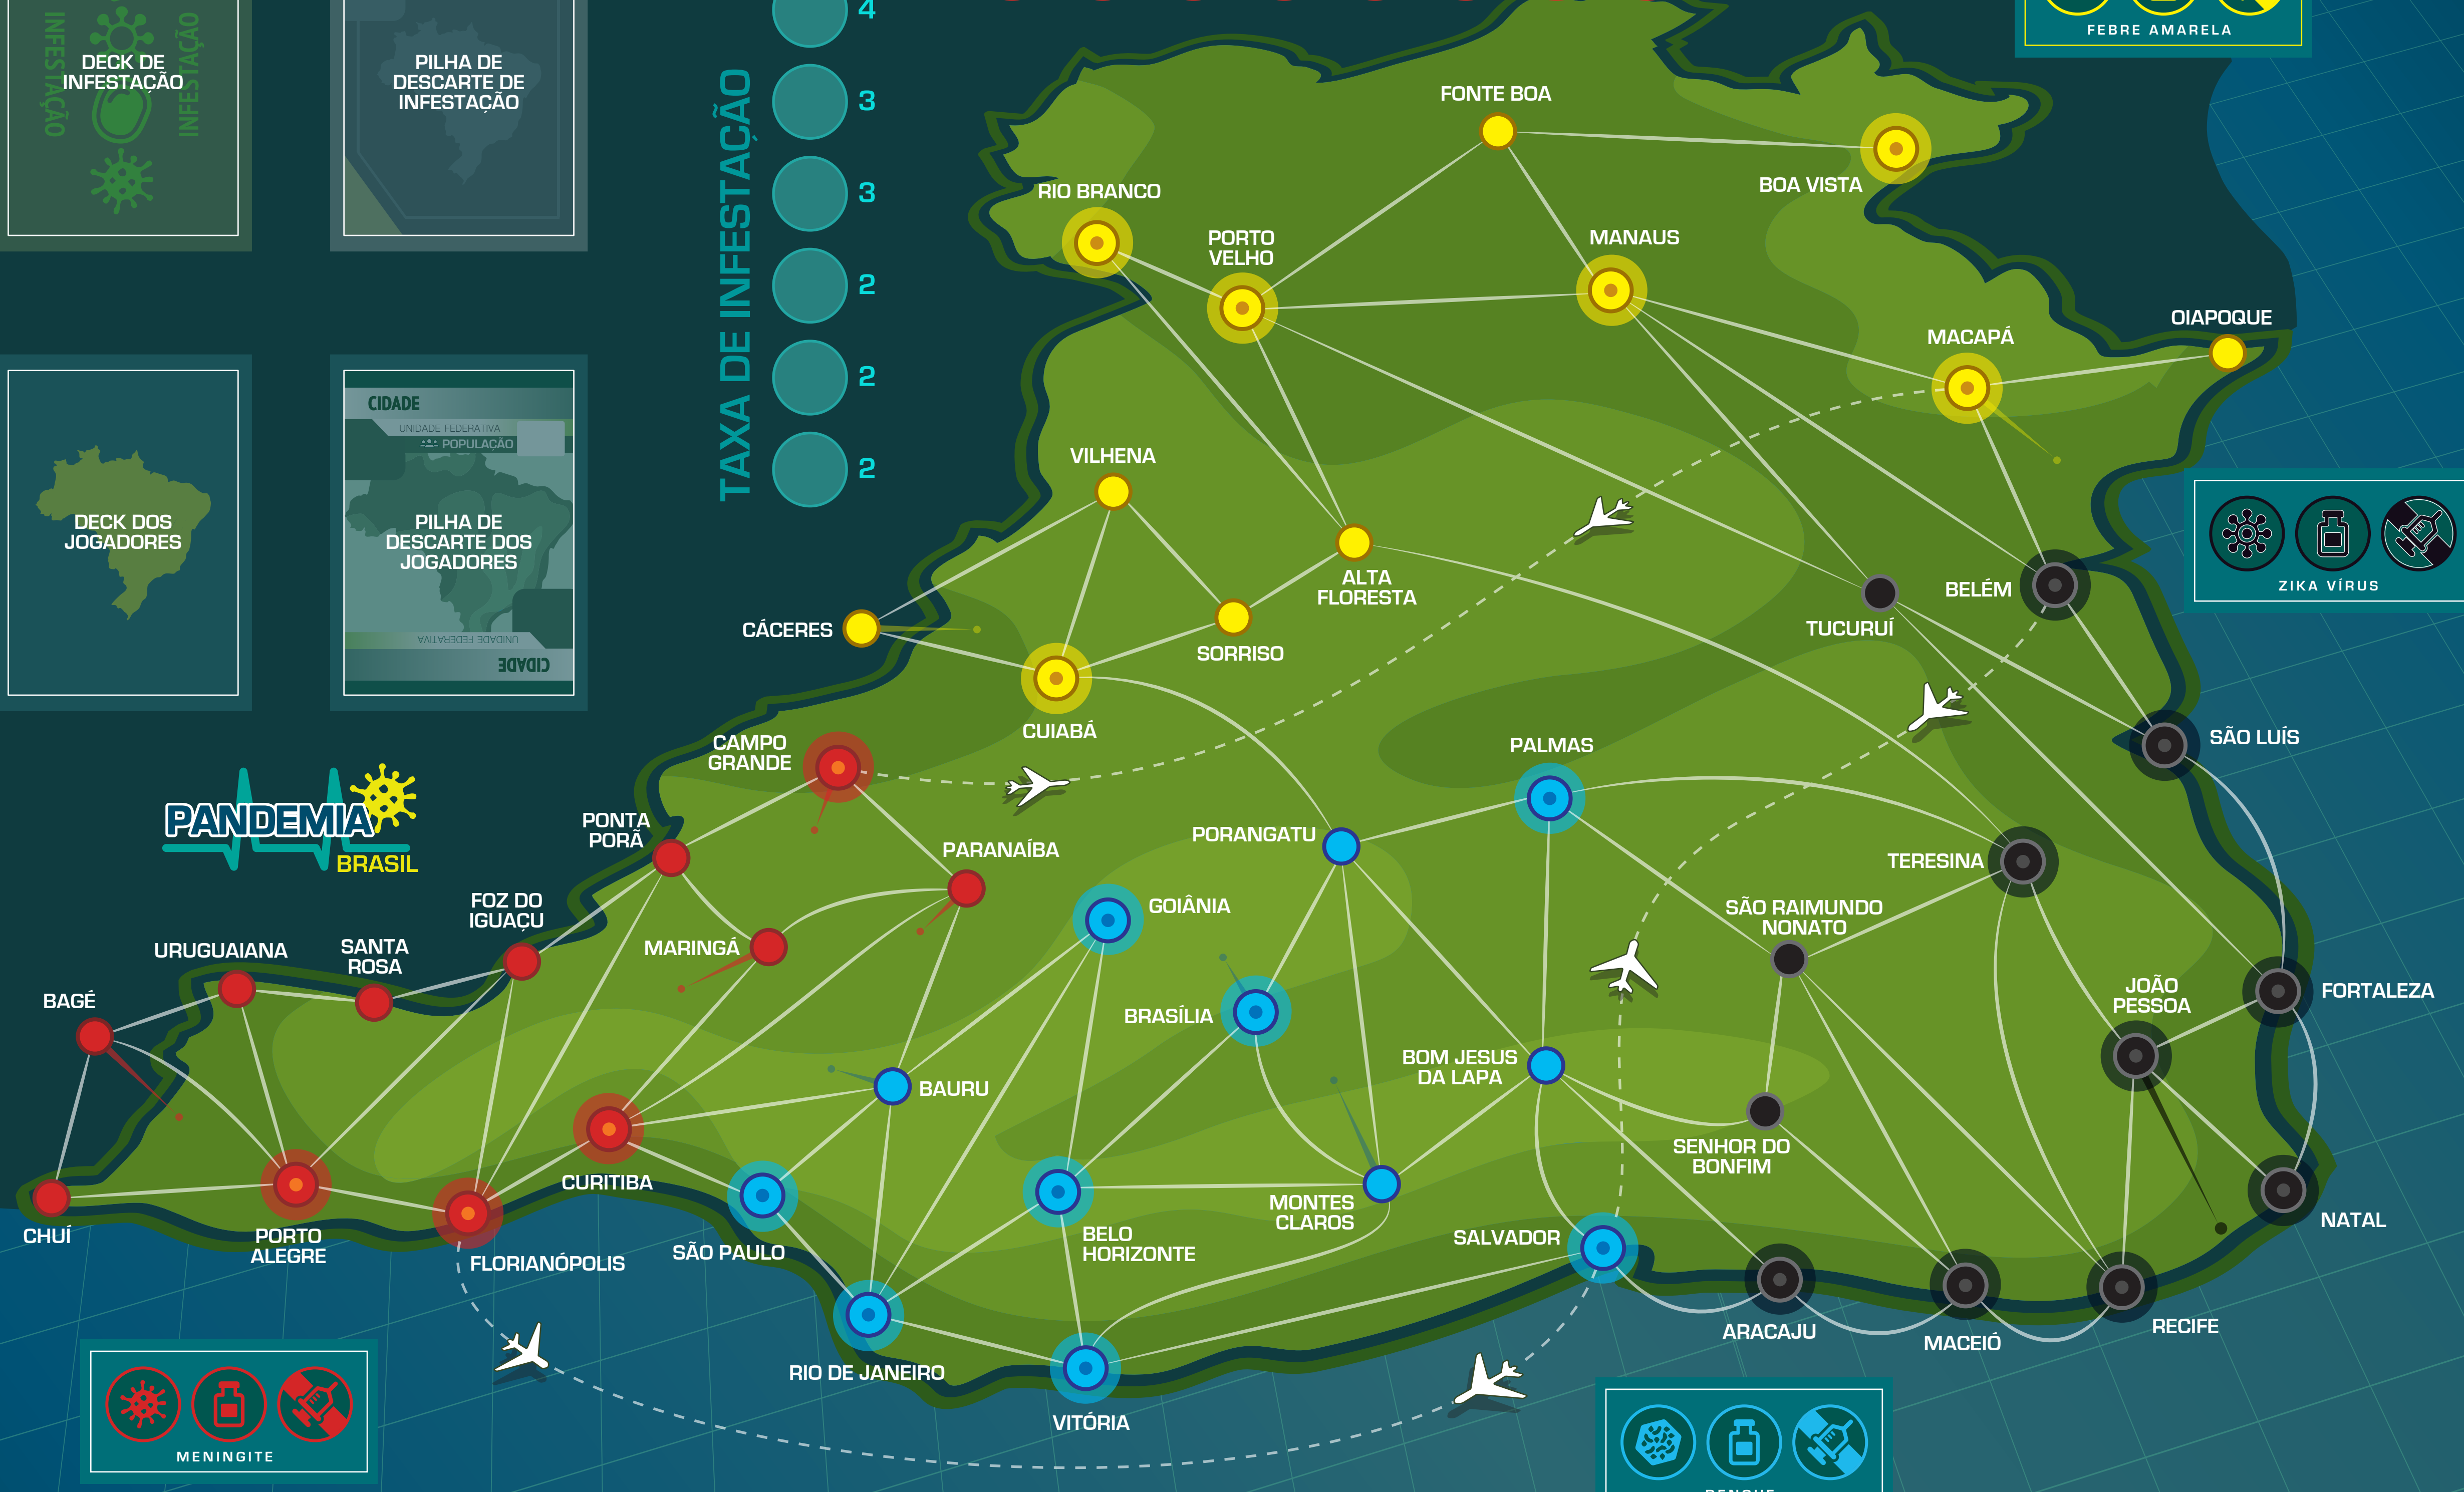 INFESTAÇÃO
DECK DE
INFESTAÇÃO
INFESTAÇÃO
PILHA DE
DESCARTE DE
INFESTAÇÃO
DECK DOS
JOGADORES
CIDADE
UNIDADE FEDERATIVA
POPULAÇÃO
PILHA DE
DESCARTE DOS
JOGADORES
UNIDADE FEDERATIVA
CIDADE
TAXA DE INFESTAÇÃO
4
3
3
2
2
2
FEBRE AMARELA
ZIKA VÍRUS
PANDEMIA
BRASIL
FONTE BOA
BOA VISTA
RIO BRANCO
PORTO
VELHO
MANAUS
OIAPOQUE
MACAPÁ
VILHENA
ALTA
FLORESTA
BELÉM
TUCURUÍ
CÁCERES
SORRISO
CUIABÁ
SÃO LUÍS
CAMPO
GRANDE
PALMAS
PONTA
PORÃ
PORANGATU
PARANAÍBA
TERESINA
FOZ DO
IGUAÇU
GOIÂNIA
SÃO RAIMUNDO
NONATO
URUGUAIANA
SANTA
ROSA
MARINGÁ
BAGÉ
BRASÍLIA
JOÃO
PESSOA
FORTALEZA
BOM JESUS
DA LAPA
BAURU
SENHOR DO
BONFIM
CURITIBA
CHUÍ
PORTO
ALEGRE
FLORIANÓPOLIS
SÃO PAULO
BELO
HORIZONTE
MONTES
CLAROS
SALVADOR
NATAL
RIO DE JANEIRO
VITÓRIA
ARACAJU
MACEIÓ
RECIFE
MENINGITE